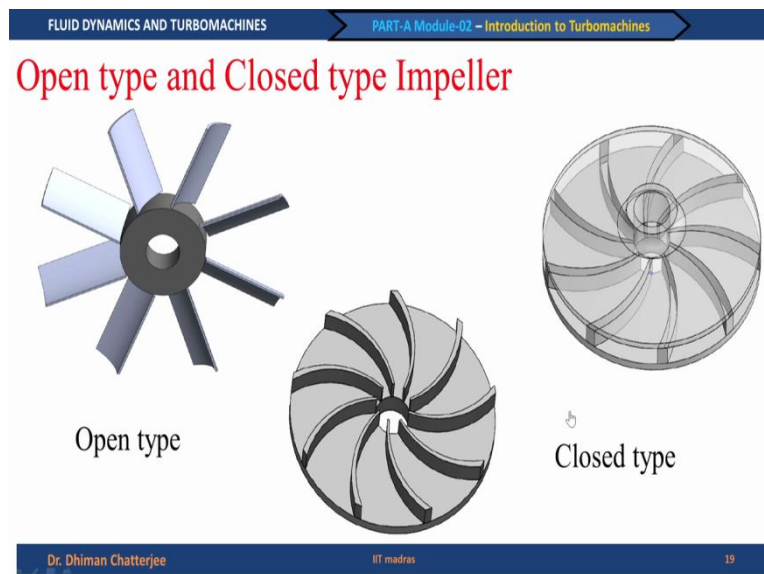 FLUID DYNAMICS AND TURBOMACHINES
PART-A Module-02 – Introduction to Turbomachines
Open type and Closed type Impeller
Open type
Closed type
Dr. Dhiman Chatterjee
IIT madras
19